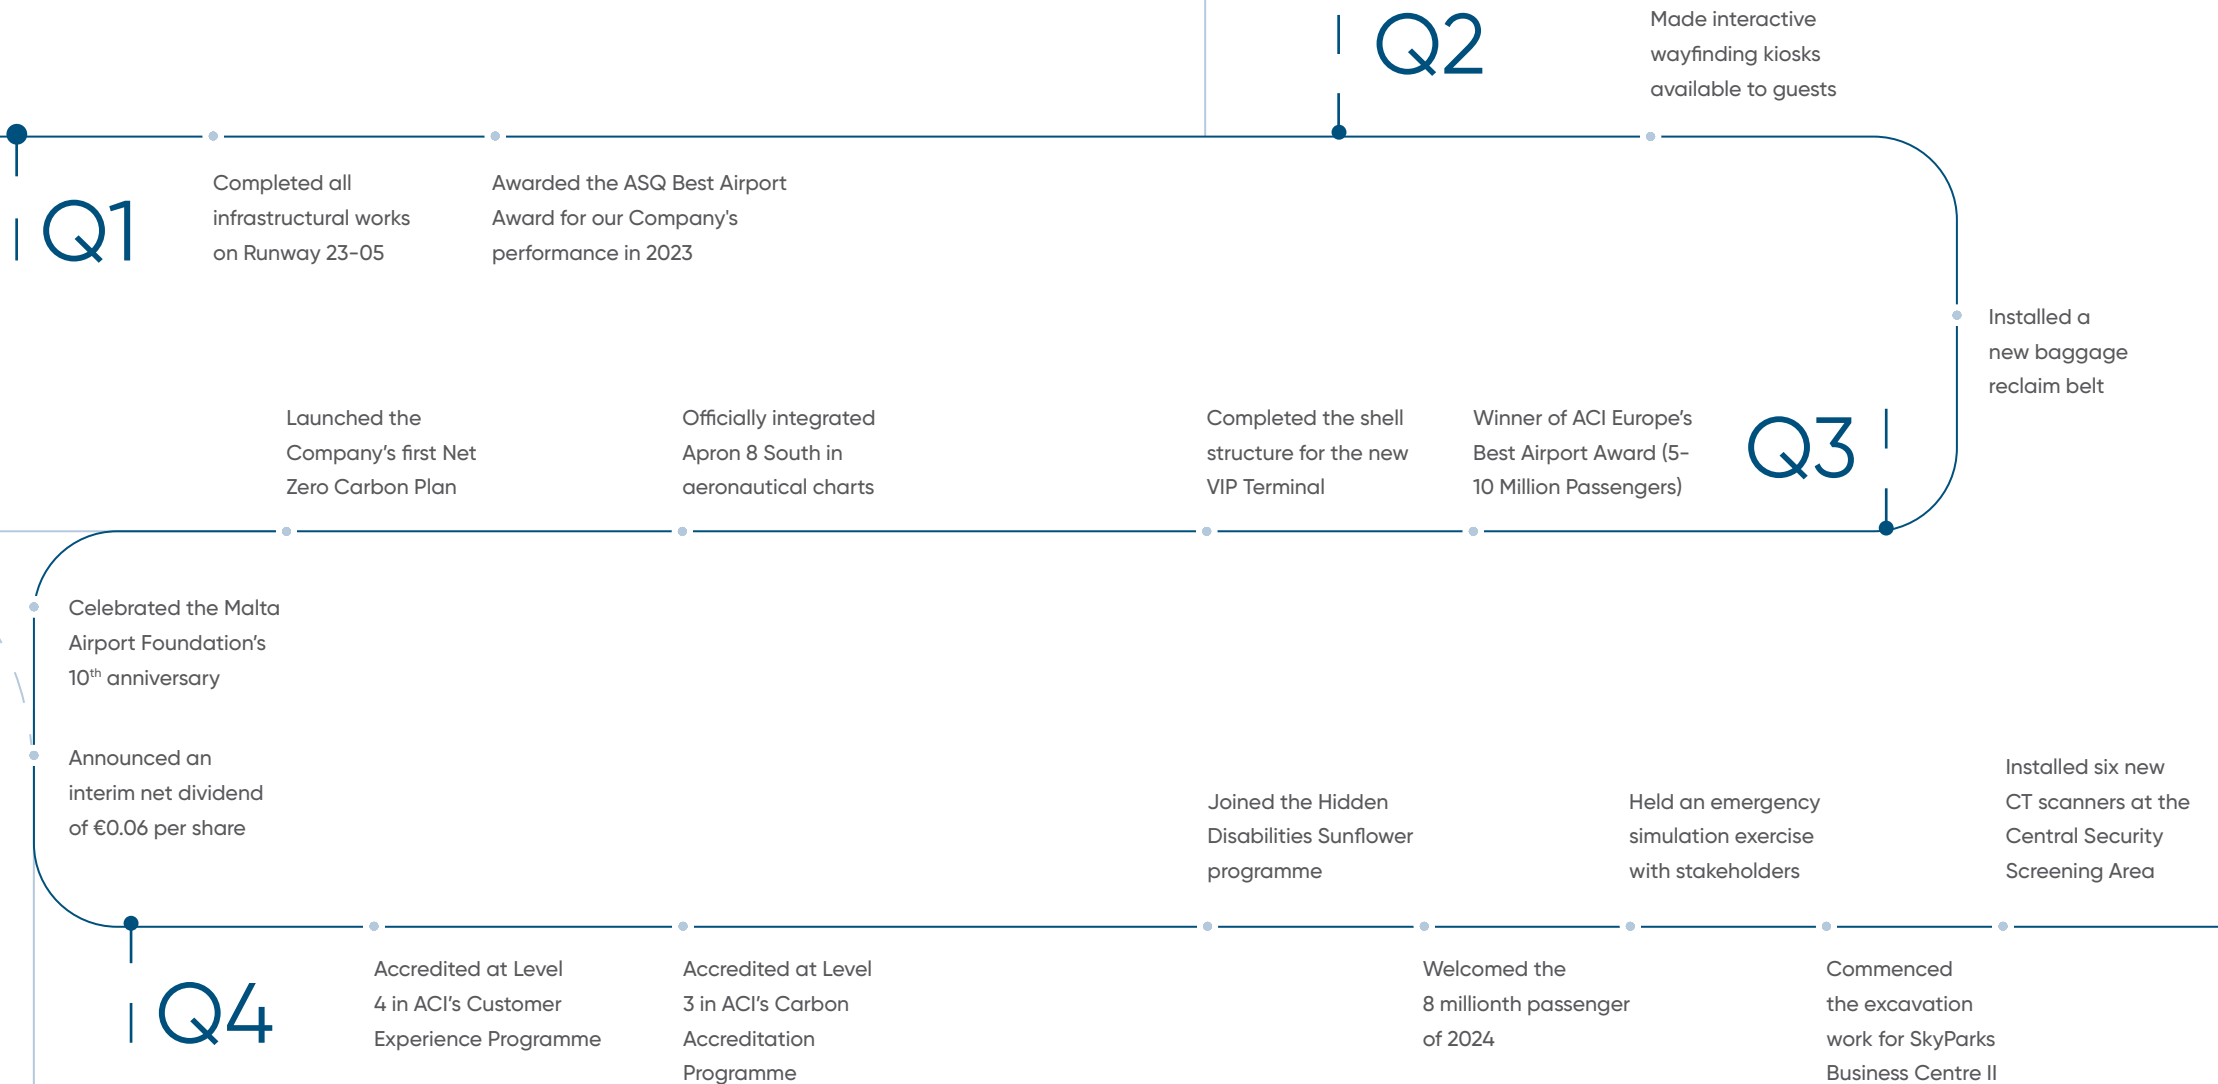 Q1
Completed all
infrastructural works
on Runway 23-05
Awarded the ASQ Best Airport
Award for our Company's
performance in 2023
Q2
Made interactive
wayfinding kiosks
available to guests
Installed a
new baggage
reclaim belt
Q3
Winner of ACI Europe’s
Best Airport Award (5-
10 Million Passengers)
Completed the shell
structure for the new
VIP Terminal
Officially integrated
Apron 8 South in
aeronautical charts
Launched the
Company’s first Net
Zero Carbon Plan
Celebrated the Malta
Airport Foundation’s
10th anniversary
Announced an
interim net dividend
of €0.06 per share
Q4
Accredited at Level
4 in ACI’s Customer
Experience Programme
Accredited at Level
3 in ACI’s Carbon
Accreditation
Programme
Joined the Hidden
Disabilities Sunflower
programme
Welcomed the
8 millionth passenger
of 2024
Held an emergency
simulation exercise
with stakeholders
Commenced
the excavation
work for SkyParks
Business Centre II
Installed six new
CT scanners at the
Central Security
Screening Area